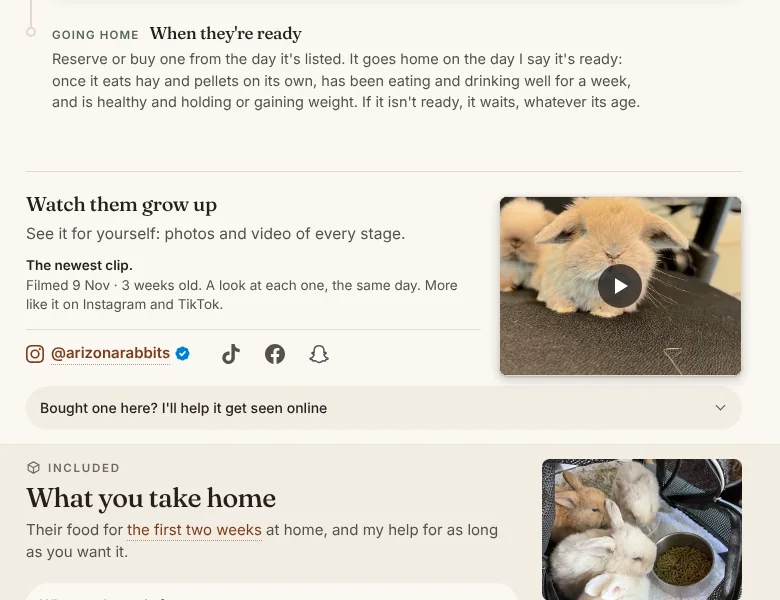 GOING HOME When they're ready
Reserve or buy one from the day it's listed. It goes home on the day I say it's ready:
once it eats hay and pellets on its own, has been eating and drinking well for a week,
and is healthy and holding or gaining weight. If it isn't ready, it waits, whatever its age.
Watch them grow up
See it for yourself: photos and video of every stage.
The newest clip.
Filmed 9 Nov · 3 weeks old. A look at each one, the same day. More
like it on Instagram and TikTok.
@arizonarabbits
Bought one here? I'll help it get seen online
INCLUDED
What you take home
Their food for the first two weeks at home, and my help for as long
as you want it.